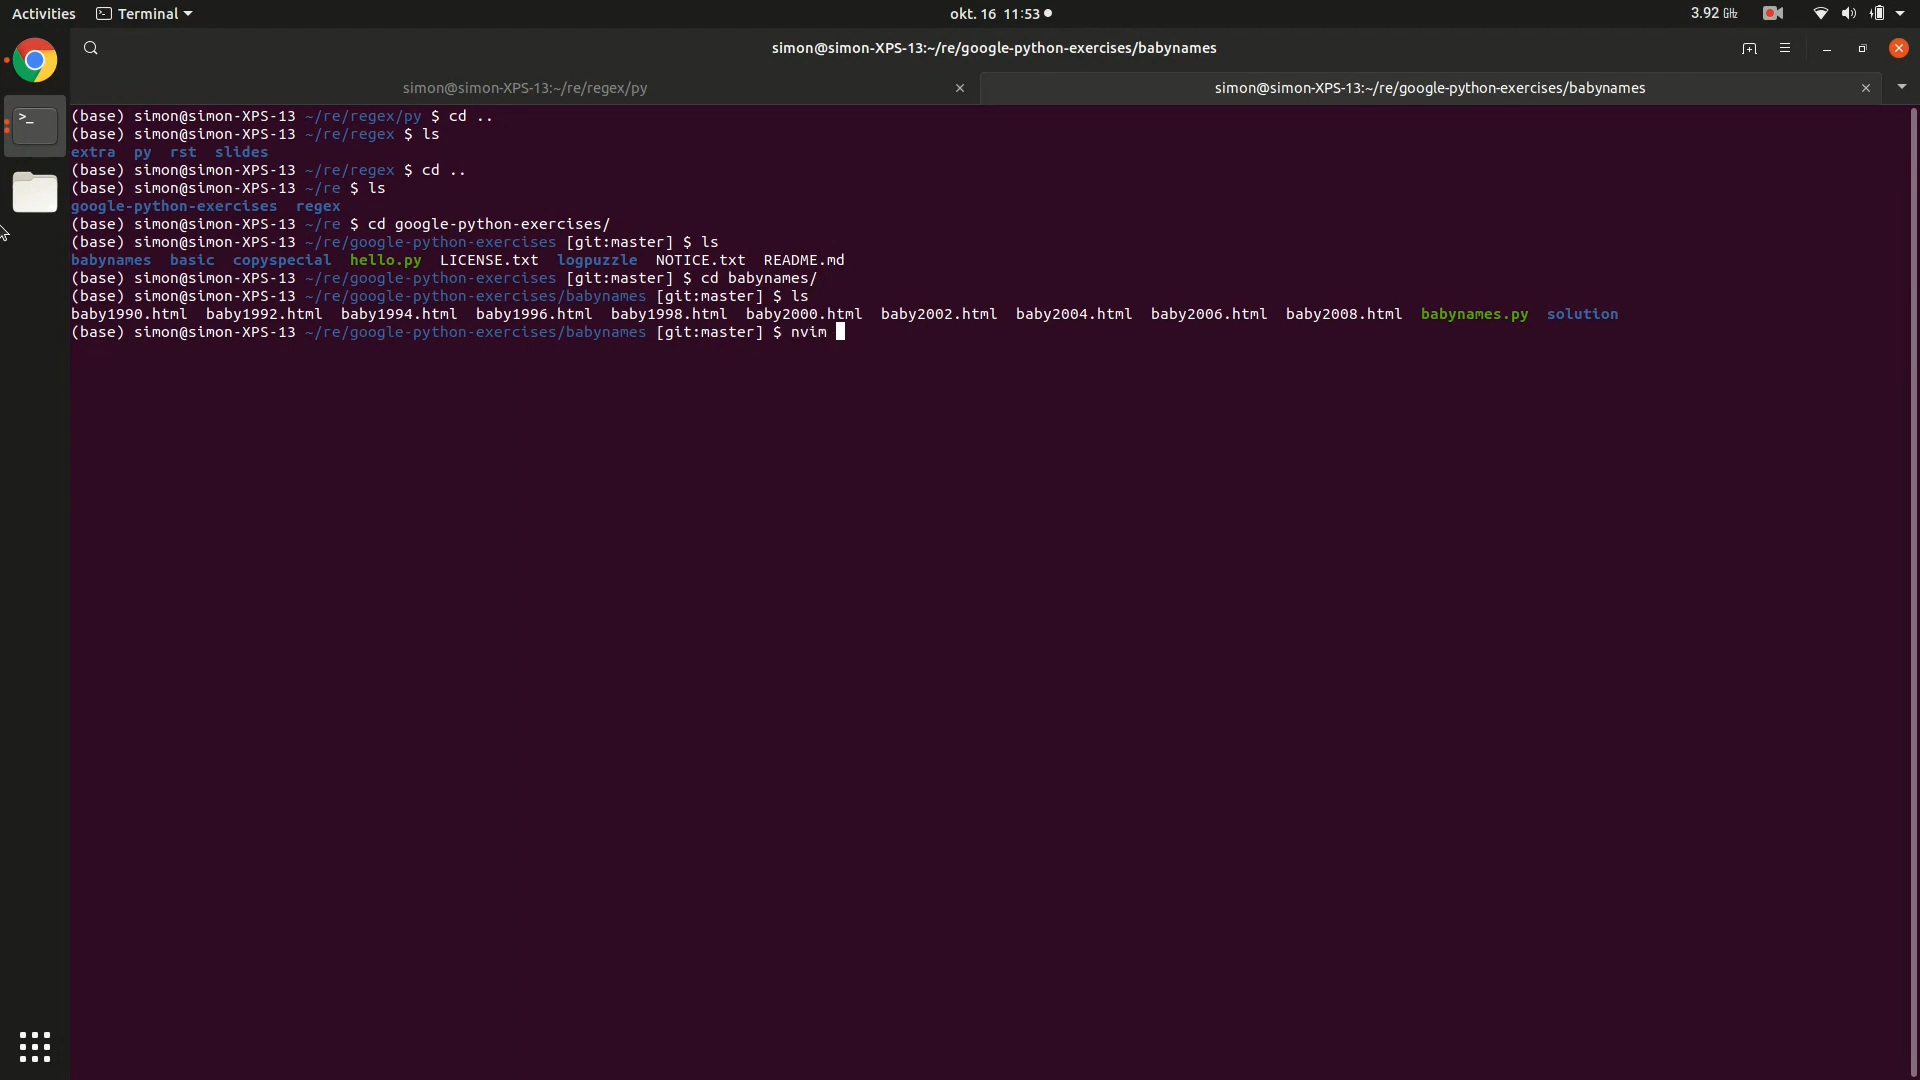 Activities Terminal okt. 16 11:53 3.92 GHz
simon@simon-XPS-13:~/re/google-python-exercises/babynames
simon@simon-XPS-13:~/re/regex/py simon@simon-XPS-13:~/re/google-python-exercises/babynames
(base) simon@simon-XPS-13 ~/re/regex/py $ cd ..
(base) simon@simon-XPS-13 ~/re/regex $ ls
extra py rst slides
(base) simon@simon-XPS-13 ~/re/regex $ cd ..
(base) simon@simon-XPS-13 ~/re $ ls
google-python-exercises regex
(base) simon@simon-XPS-13 ~/re $ cd google-python-exercises/
(base) simon@simon-XPS-13 ~/re/google-python-exercises [git:master] $ ls
babynames basic copyspecial hello.py LICENSE.txt logpuzzle NOTICE.txt README.md
(base) simon@simon-XPS-13 ~/re/google-python-exercises [git:master] $ cd babynames/
(base) simon@simon-XPS-13 ~/re/google-python-exercises/babynames [git:master] $ ls
baby1990.html baby1992.html baby1994.html baby1996.html baby1998.html baby2000.html baby2002.html baby2004.html baby2006.html baby2008.html babynames.py solution
(base) simon@simon-XPS-13 ~/re/google-python-exercises/babynames [git:master] $ nvim